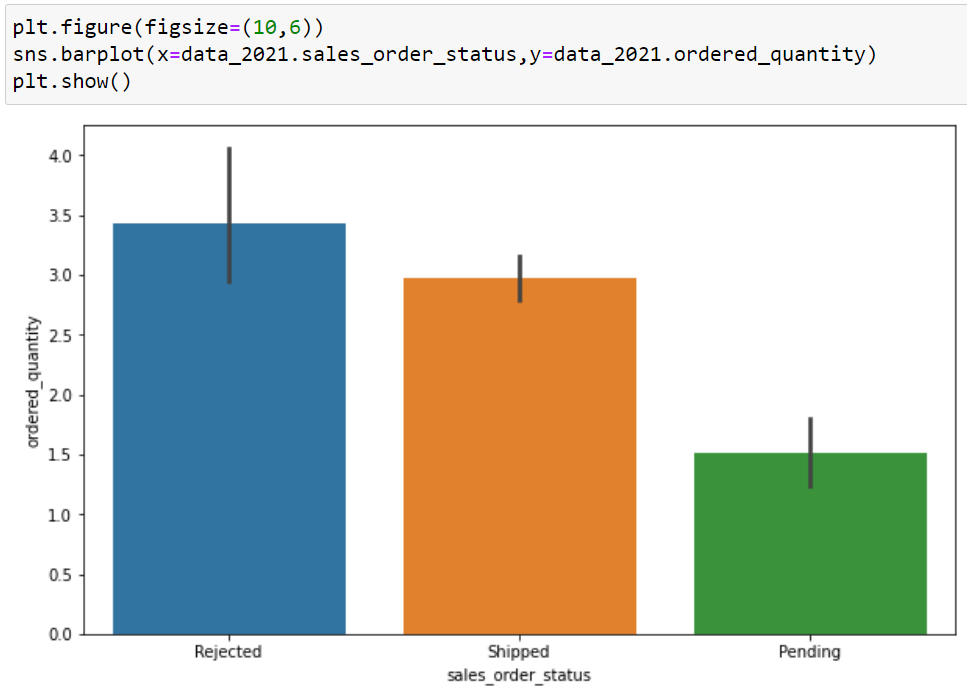 plt.figure(figsize=(10,6))
sns.barplot(x=data_2021.sales_order_status,y=data_2021.ordered_quantity)
plt.show()
4.0
3.5
3.0
2.5
2.0
1.5
1.0
0.5
0.0
ordered_quantity
Rejected Shipped Pending
sales_order_status